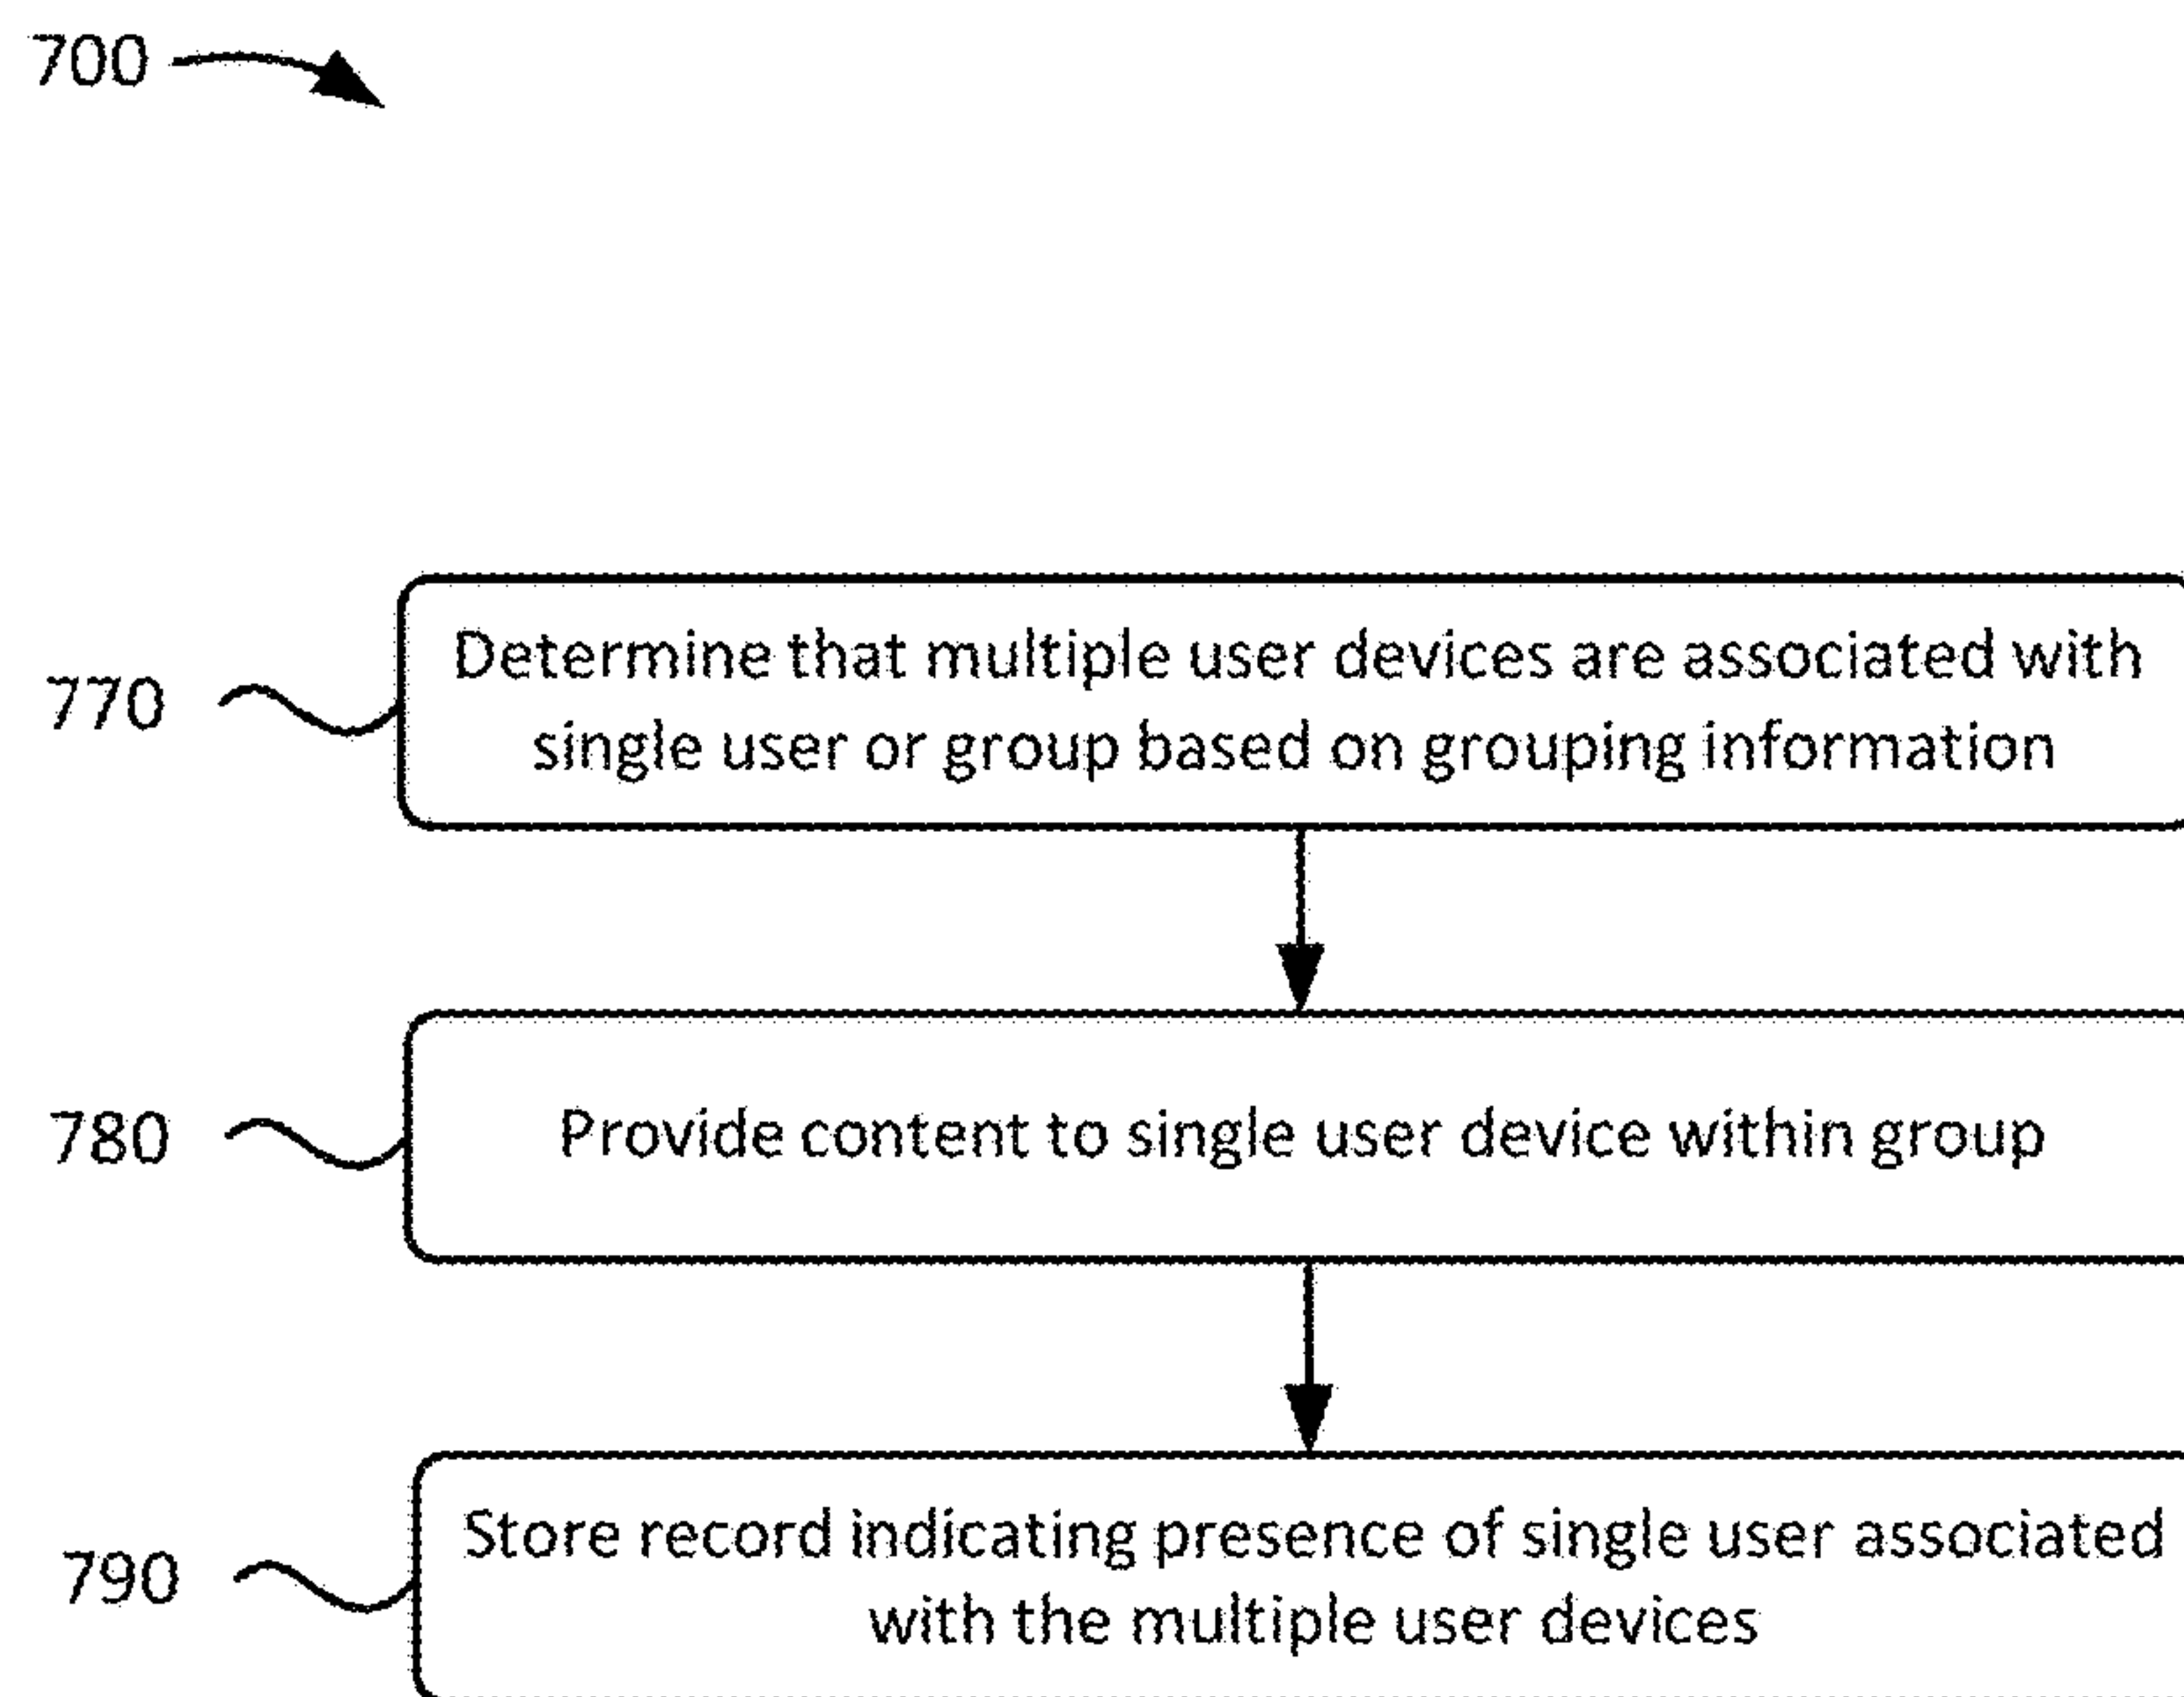 700
770
Determine that multiple user devices are associated with
single user or group based on grouping information
780
Provide content to single user device within group
790
Store record indicating presence of single user associated
with the multiple user devices